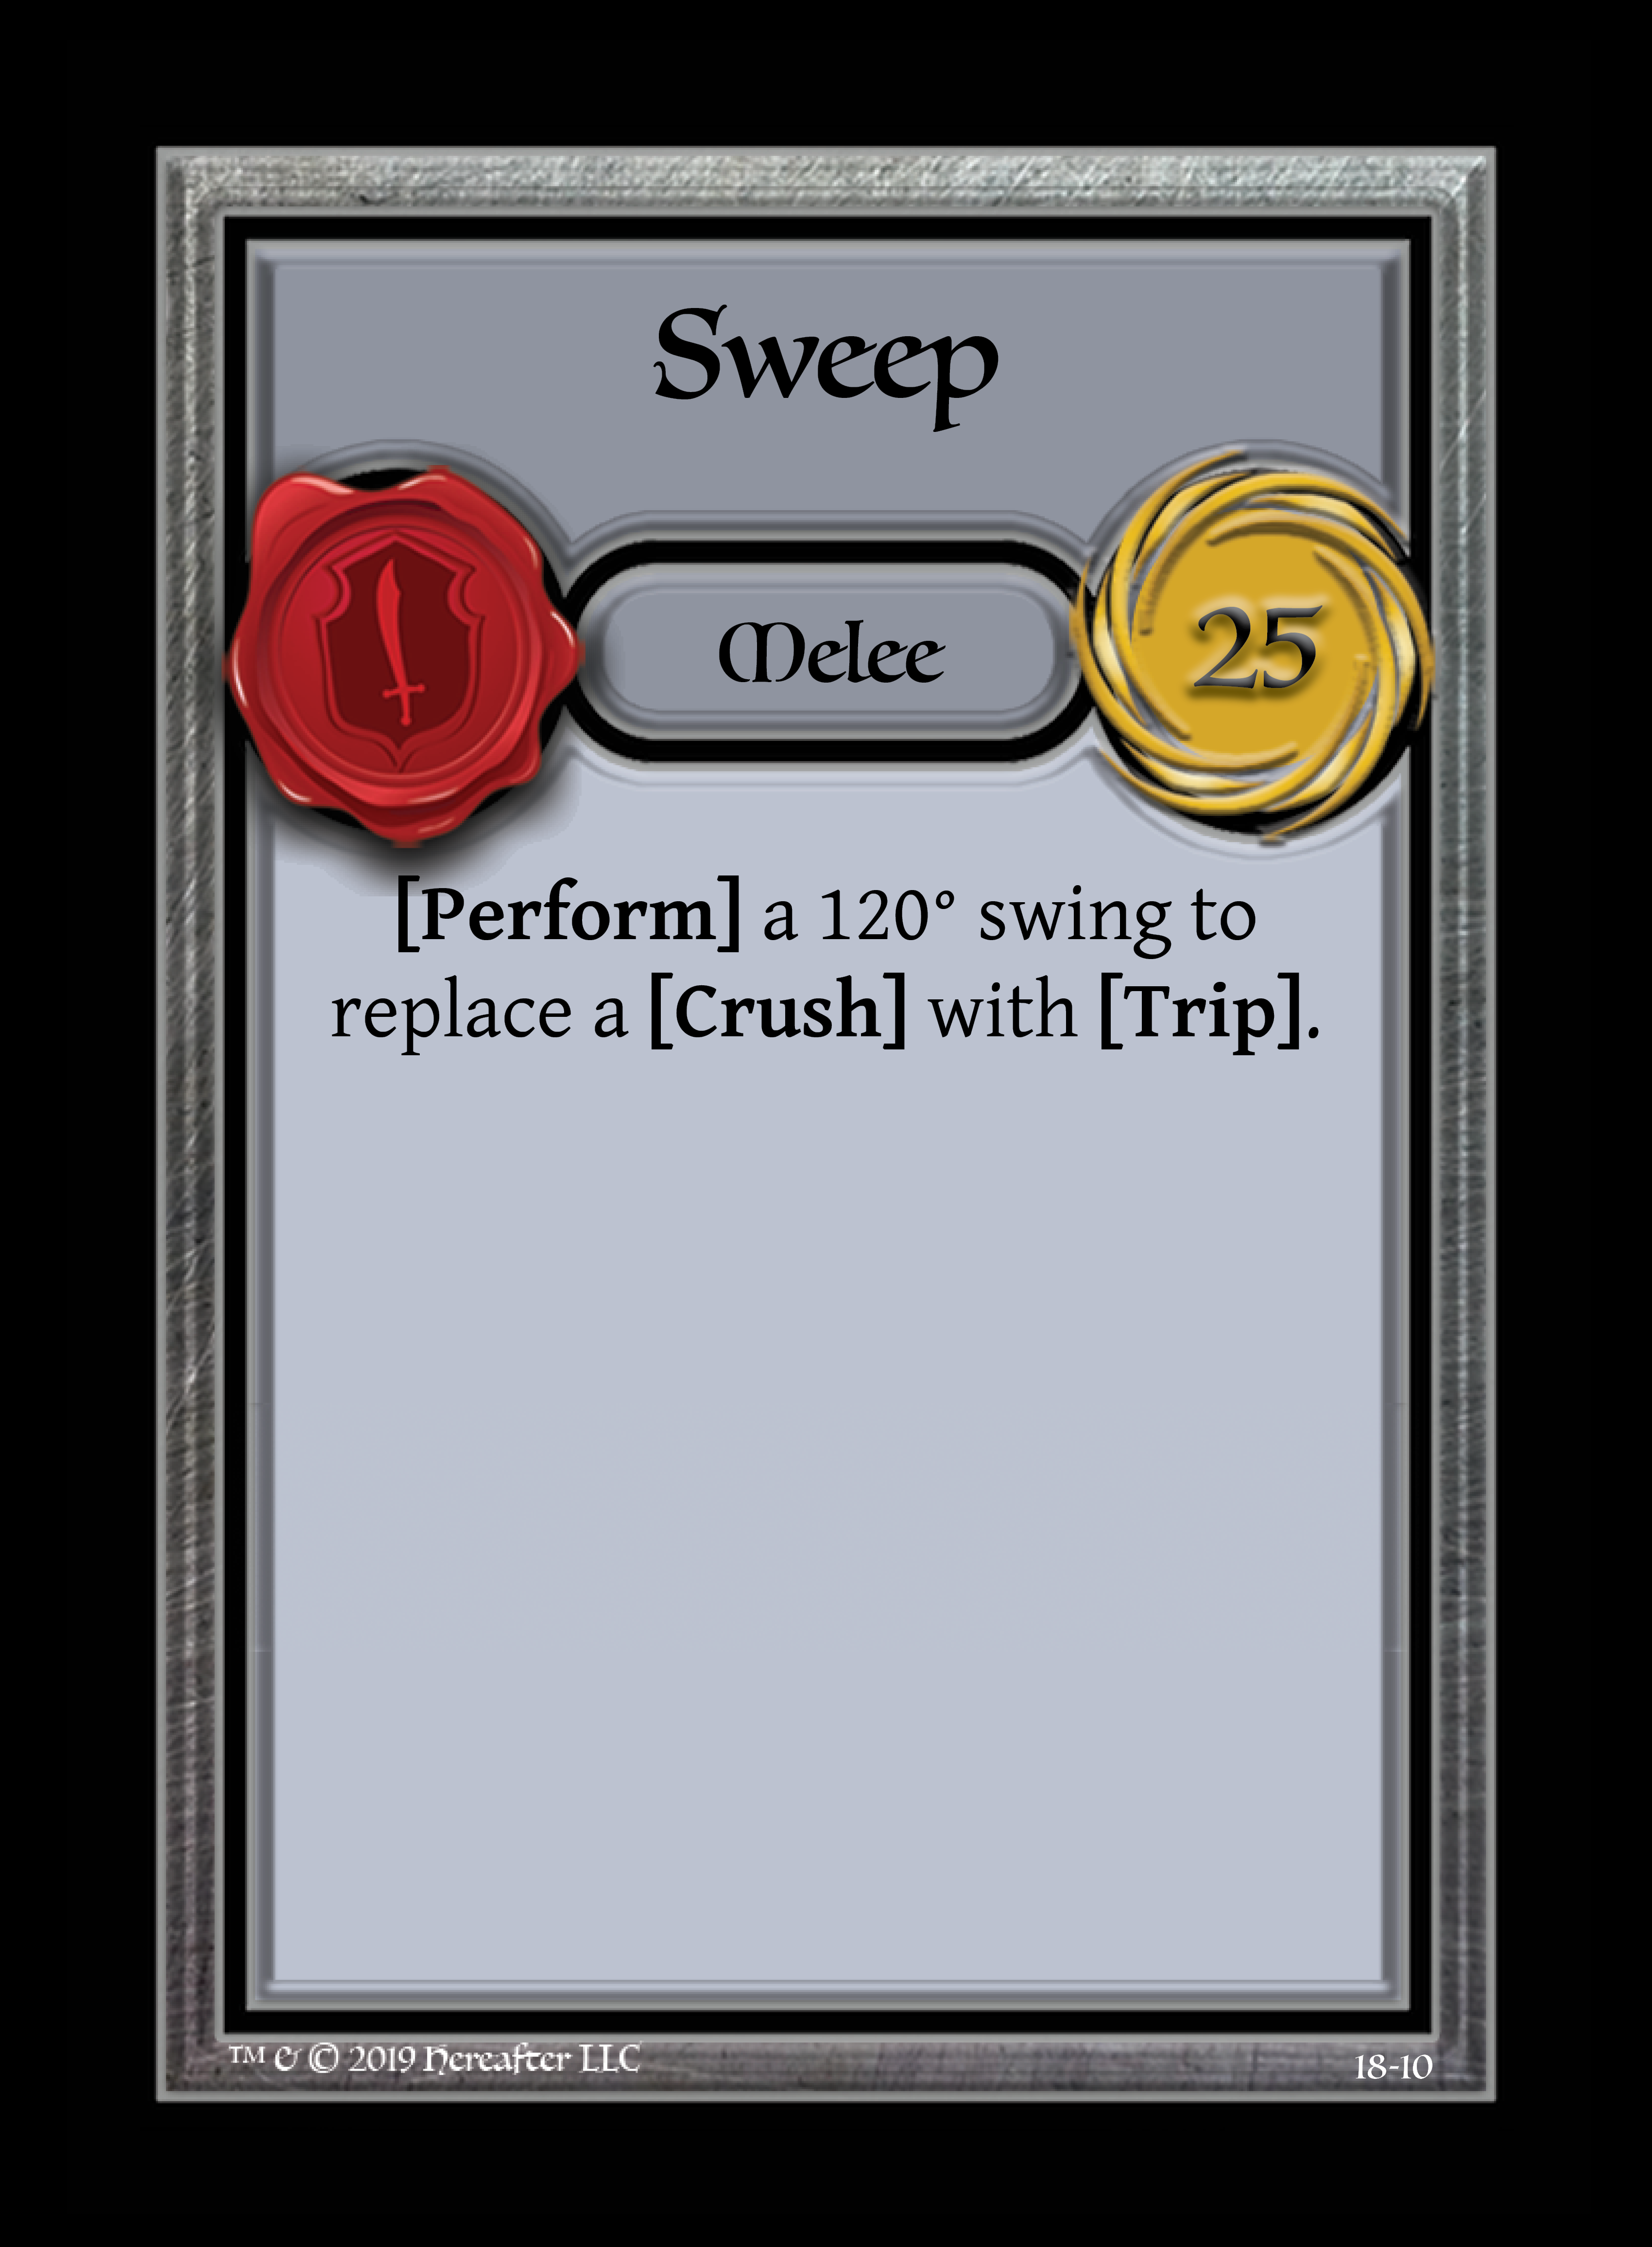 Sweep
Melee
25
[Perform] a 120° swing to
replace a [Crush] with [Trip].
™ & © 2019 Hereafter LLC
18-10